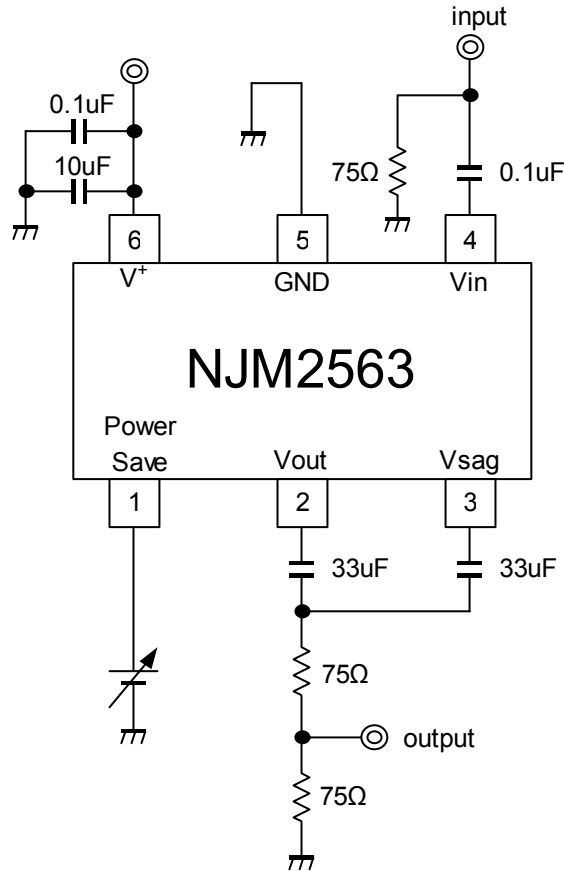 input
0.1uF
10uF
75Ω
0.1uF
6
5
4
V+
GND
Vin
NJM2563
Power
Save
Vout
Vsag
1
2
3
33uF
33uF
75Ω
output
75Ω